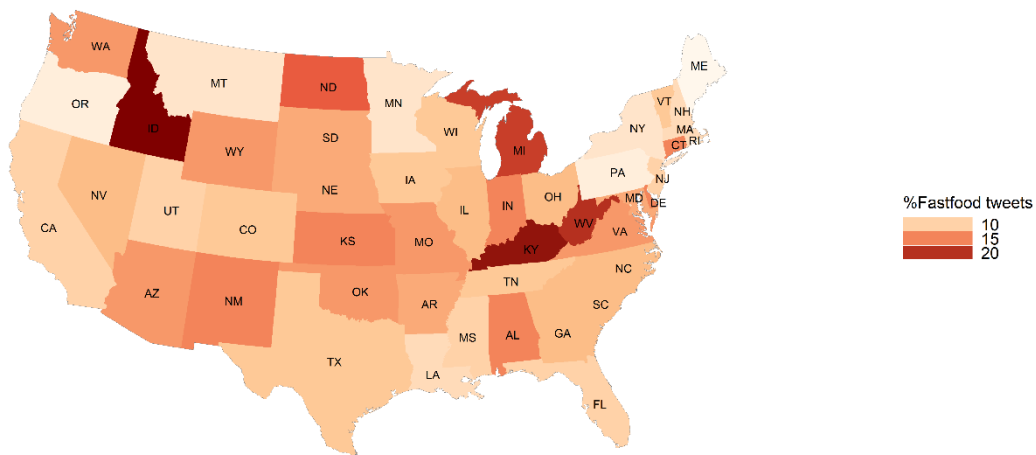 WA
MT
ND
MN
ME
OR
ID
SD
WI
VT
NH
NY
MA
RI
CT
MI
WY
PA
NJ
IA
NE
NV
UT
CO
IL
IN
OH
MD
DE
CA
KS
MO
KY
WV
VA
AZ
NM
OK
TN
NC
AR
SC
MS
AL
GA
TX
LA
FL
%Fastfood tweets
10
15
20